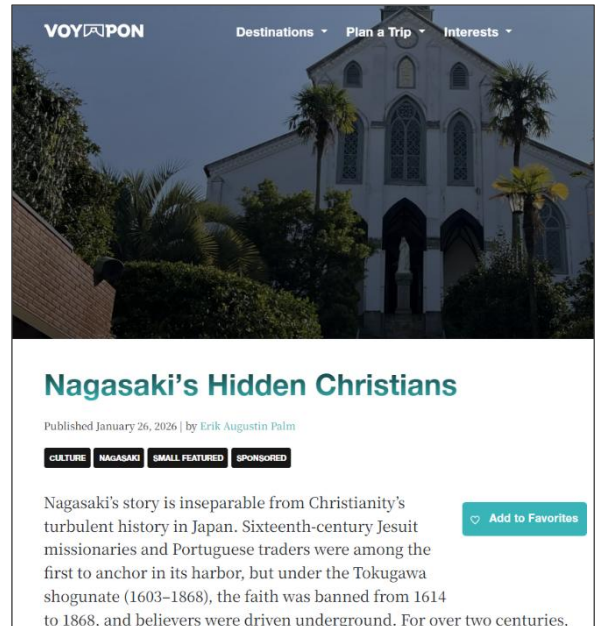 VOYAPON Destinations Plan a Trip Interests
Nagasaki's Hidden Christians
Published January 26, 2026 | by Erik Augustin Palm
CULTURE NAGASAKI SMALL FEATURED SPONSORED
Nagasaki's story is inseparable from Christianity's
turbulent history in Japan. Sixteenth-century Jesuit
missionaries and Portuguese traders were among the
first to anchor in its harbor, but under the Tokugawa
shogunate (1603–1868), the faith was banned from 1614
to 1868, and believers were driven underground. For over two centuries,
Add to Favorites